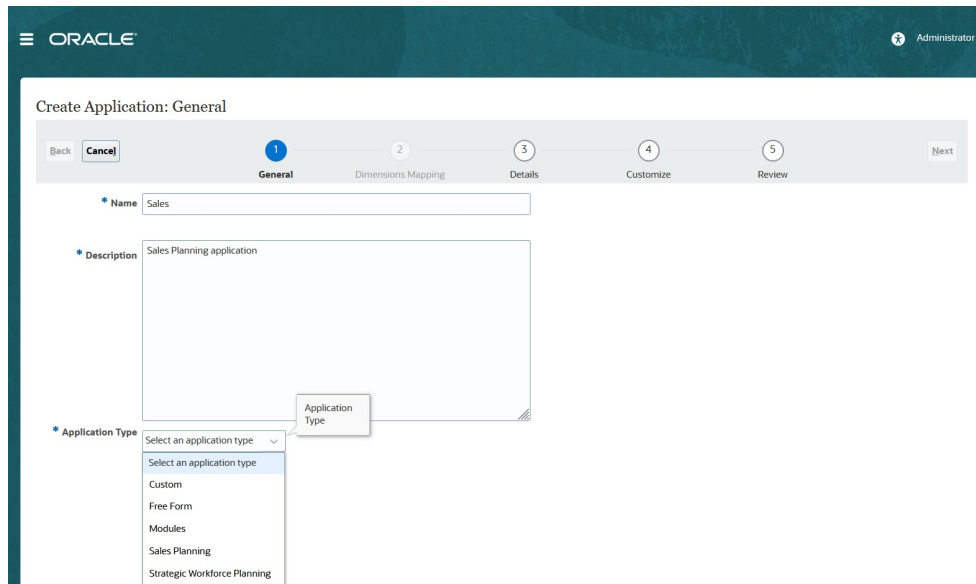 ORACLE
Administrator
Create Application: General
Back Cancel 1 2 3 4 5 Next
General Dimensions Mapping Details Customize Review
* Name Sales
* Description Sales Planning application
Application
Type
* Application Type Select an application type
Select an application type
Custom
Free Form
Modules
Sales Planning
Strategic Workforce Planning